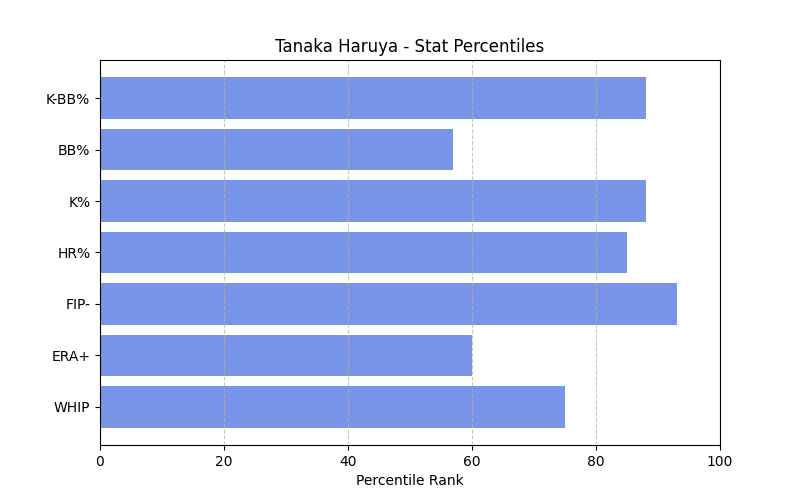 Tanaka Haruya - Stat Percentiles
K-BB%
BB%
K%
HR%
FIP-
ERA+
WHIP
0 20 40 60 80 100
Percentile Rank